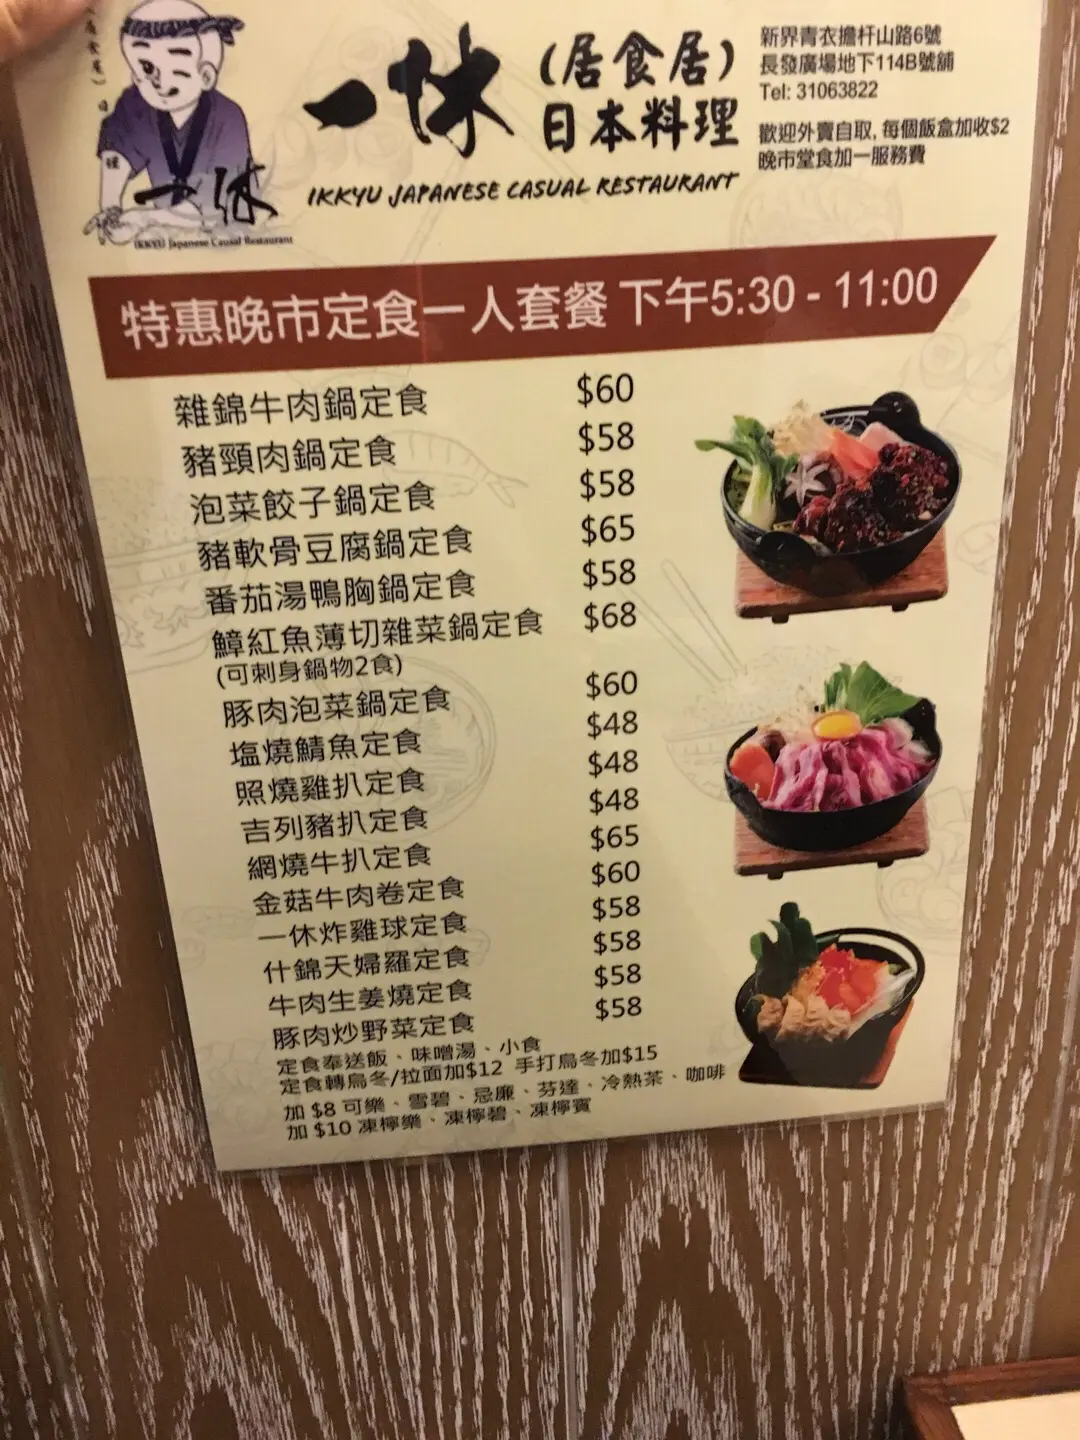 一休
(居食居)
日本料理
IKKYU JAPANESE CASUAL RESTAURANT
新界青衣擔杆山路6號
長發廣場地下114B號舖
Tel: 31063822
歡迎外賣自取, 每個飯盒加收$2
晚市堂食加一服務費
一休
IKKYU Japanese Casual Restaurant
特惠晚市定食一人套餐 下午5:30 - 11:00
雜錦牛肉鍋定食 $60
豬頸肉鍋定食 $58
泡菜餃子鍋定食 $58
豬軟骨豆腐鍋定食 $65
番茄湯鴨胸鍋定食 $58
鱆紅魚薄切雜菜鍋定食 $68
(可刺身鍋物2食)
豚肉泡菜鍋定食 $60
塩燒鯖魚定食 $48
照燒雞扒定食 $48
吉列豬扒定食 $48
網燒牛扒定食 $65
金菇牛肉卷定食 $60
一休炸雞球定食 $58
什錦天婦羅定食 $58
牛肉生姜燒定食 $58
豚肉炒野菜定食 $58
定食奉送飯、味噌湯、小食
定食轉烏冬/拉面加$12 手打烏冬加$15
加 $8 可樂、雪碧、忌廉、芬達、冷熱茶、咖啡
加 $10 凍檸樂、凍檸碧、凍檸賓